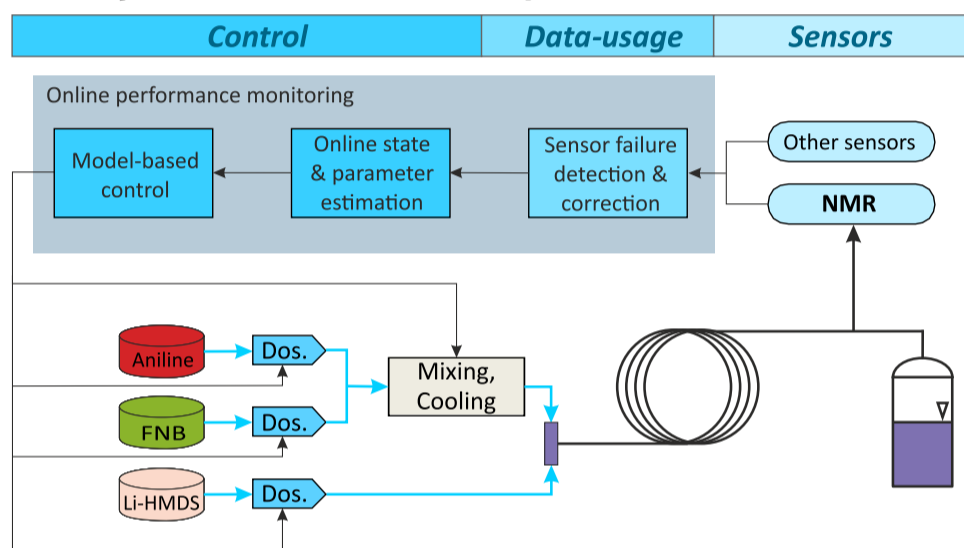 Control
Data-usage
Sensors
Online performance monitoring
Model-based
control
Online state
& parameter
estimation
Sensor failure
detection &
correction
Other sensors
NMR
Aniline
Dos.
Mixing,
Cooling
FNB
Dos.
Li-HMDS
Dos.